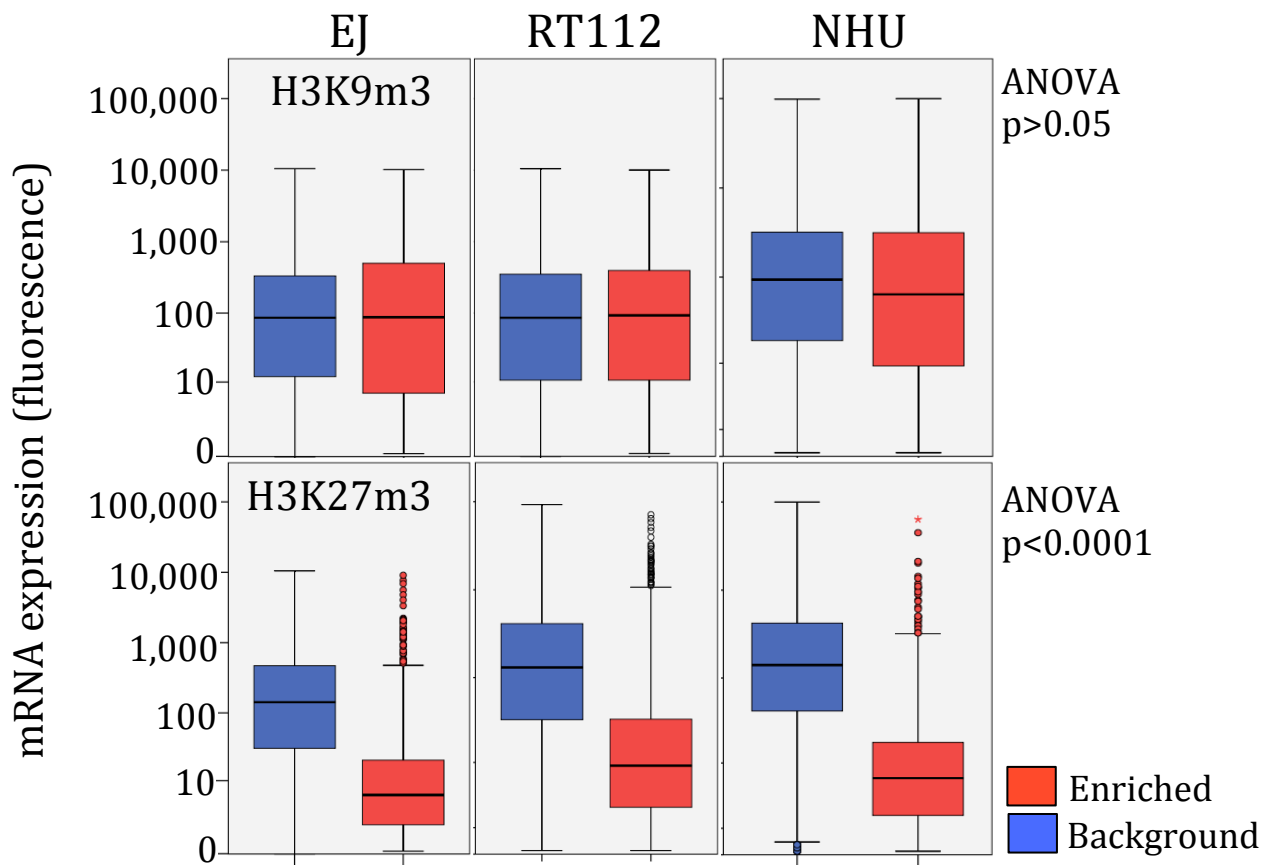 EJ
RT112
NHU
mRNA expression (fluorescence)
H3K9m3
100,000
10,000
1,000
100
10
0
ANOVA
p>0.05
H3K27m3
100,000
10,000
1,000
100
10
0
ANOVA
p<0.0001
Enriched
Background